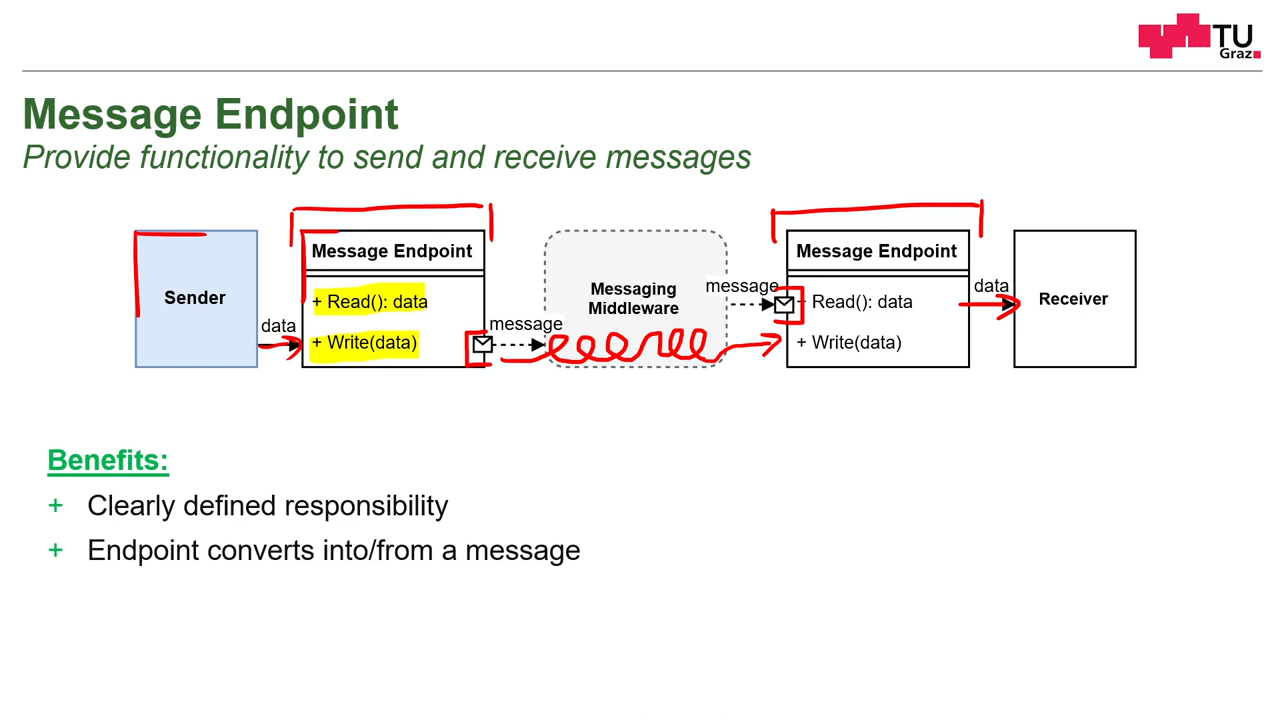 TU
Graz
Message Endpoint
Provide functionality to send and receive messages
Sender
data
Message Endpoint
+ Read(): data
+ Write(data)
message
Messaging
Middleware
message
Message Endpoint
+ Read(): data
+ Write(data)
data
Receiver
Benefits:
+ Clearly defined responsibility
+ Endpoint converts into/from a message